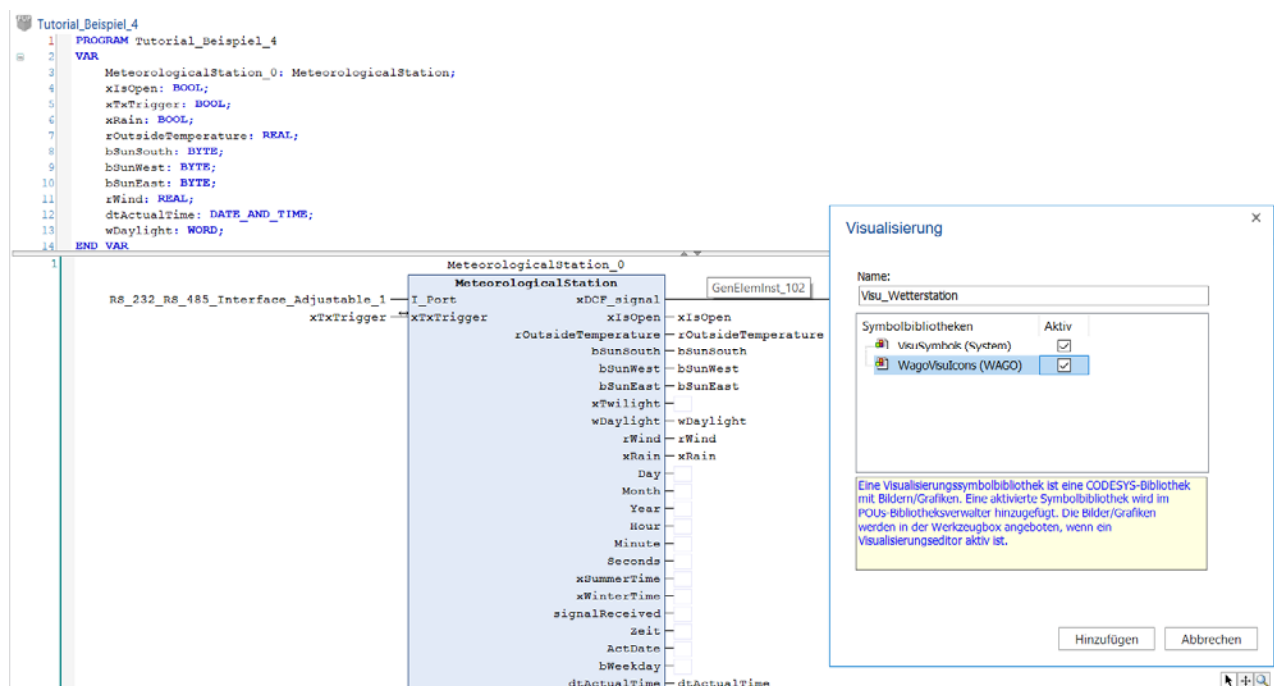 Tutorial_Beispiel_4
1 PROGRAM Tutorial_Beispiel_4
2 VAR
3 MeteorologicalStation_0: MeteorologicalStation;
4 xIsOpen: BOOL;
5 xTxTrigger: BOOL;
6 xRain: BOOL;
7 rOutsideTemperature: REAL;
8 bSunSouth: BYTE;
9 bSunWest: BYTE;
10 bSunEast: BYTE;
11 rWind: REAL;
12 dtActualTime: DATE_AND_TIME;
13 wDaylight: WORD;
14 END_VAR
1
MeteorologicalStation_0
MeteorologicalStation
GenElemInst_102
RS_232_RS_485_Interface_Adjustable_1 I_Port xDCF_signal
xTxTrigger xTxTrigger xIsOpen xIsOpen
rOutsideTemperature rOutsideTemperature
bSunSouth bSunSouth
bSunWest bSunWest
bSunEast bSunEast
xTwilight
wDaylight wDaylight
rWind rWind
xRain xRain
Day
Month
Year
Hour
Minute
Seconds
xSummerTime
xWinterTime
signalReceived
Zeit
ActDate
bWeekday
dtActualTime dtActualTime
Visualisierung
Name:
Visu_Wetterstation
Symbolbibliotheken Aktiv
VisuSymbols (System)
WagoVisuIcons (WAGO)
Eine Visualisierungssymbolbibliothek ist eine CODESYS-Bibliothek
mit Bildern/Grafiken. Eine aktivierte Symbolbibliothek wird im
POUs-Bibliotheksverwalter hinzugefügt. Die Bilder/Grafiken
werden in der Werkzeugbox angeboten, wenn ein
Visualisierungseditor aktiv ist.
Hinzufügen Abbrechen